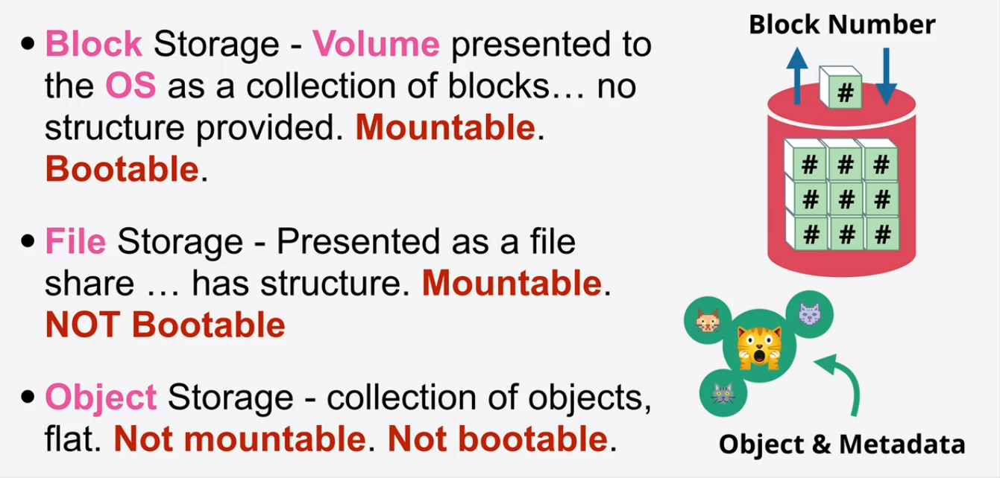 • Block Storage - Volume presented to
the OS as a collection of blocks… no
structure provided. Mountable.
Bootable.
• File Storage - Presented as a file
share … has structure. Mountable.
NOT Bootable
• Object Storage - collection of objects,
flat. Not mountable. Not bootable.
Block Number
#
# # #
# # #
# # #
Object & Metadata